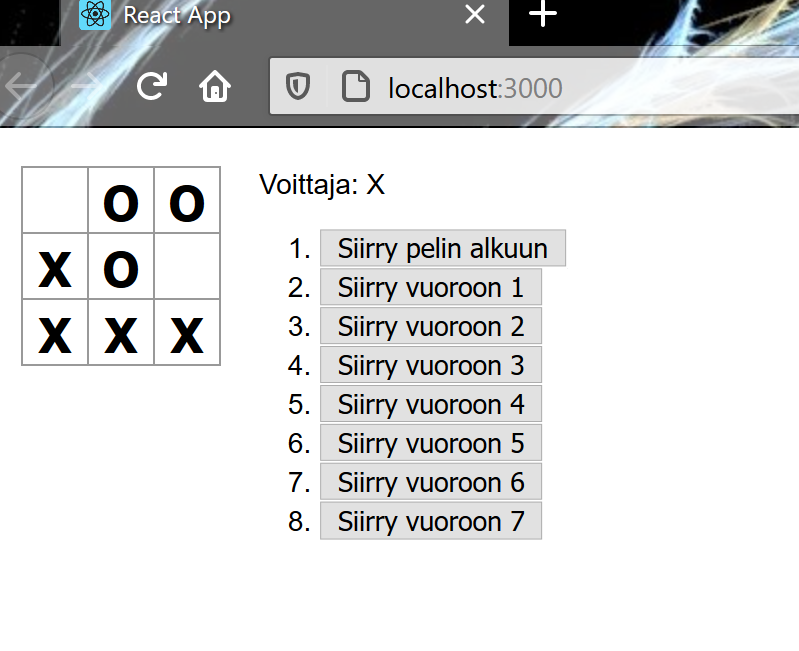 React App
localhost:3000
O O
X O
X X X
Voittaja: X
1. Siirry pelin alkuun
2. Siirry vuoroon 1
3. Siirry vuoroon 2
4. Siirry vuoroon 3
5. Siirry vuoroon 4
6. Siirry vuoroon 5
7. Siirry vuoroon 6
8. Siirry vuoroon 7